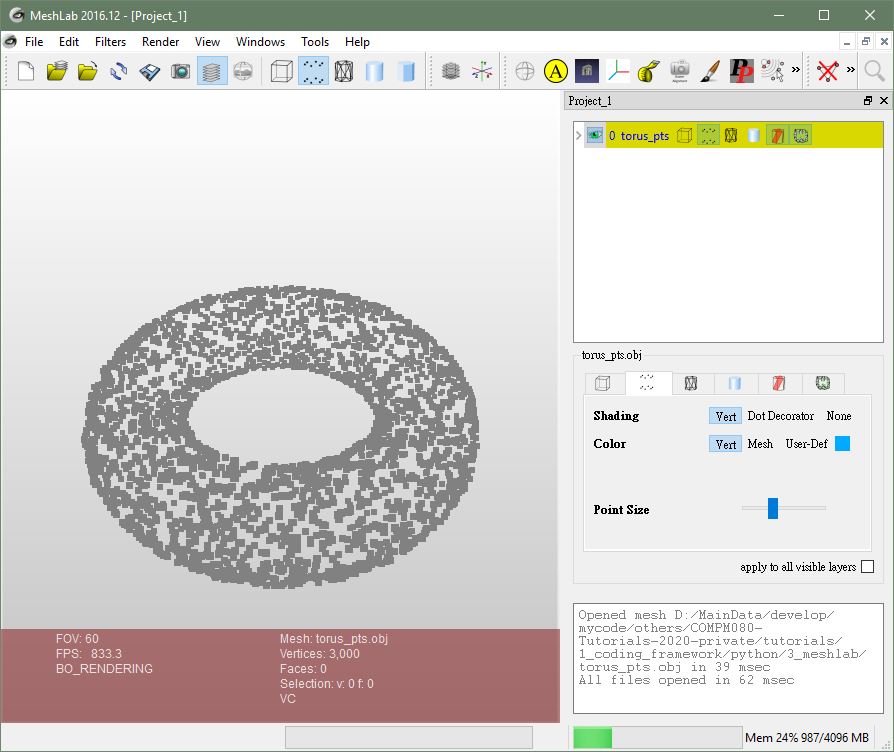 MeshLab 2016.12 - [Project_1]
File Edit Filters Render View Windows Tools Help
A PP » »
Project_1
0 torus_pts
torus_pts.obj
Shading Vert Dot Decorator None
Color Vert Mesh User-Def
Point Size
apply to all visible layers
Opened mesh D:/MainData/develop/
mycode/others/COMPM080-
Tutorials-2020-private/tutorials/
1_coding_framework/python/3_meshlab/
torus_pts.obj in 39 msec
All files opened in 62 msec
FOV: 60 Mesh: torus_pts.obj
FPS: 833.3 Vertices: 3,000
BO_RENDERING Faces: 0
Selection: v: 0 f: 0
VC
Mem 24% 987/4096 MB